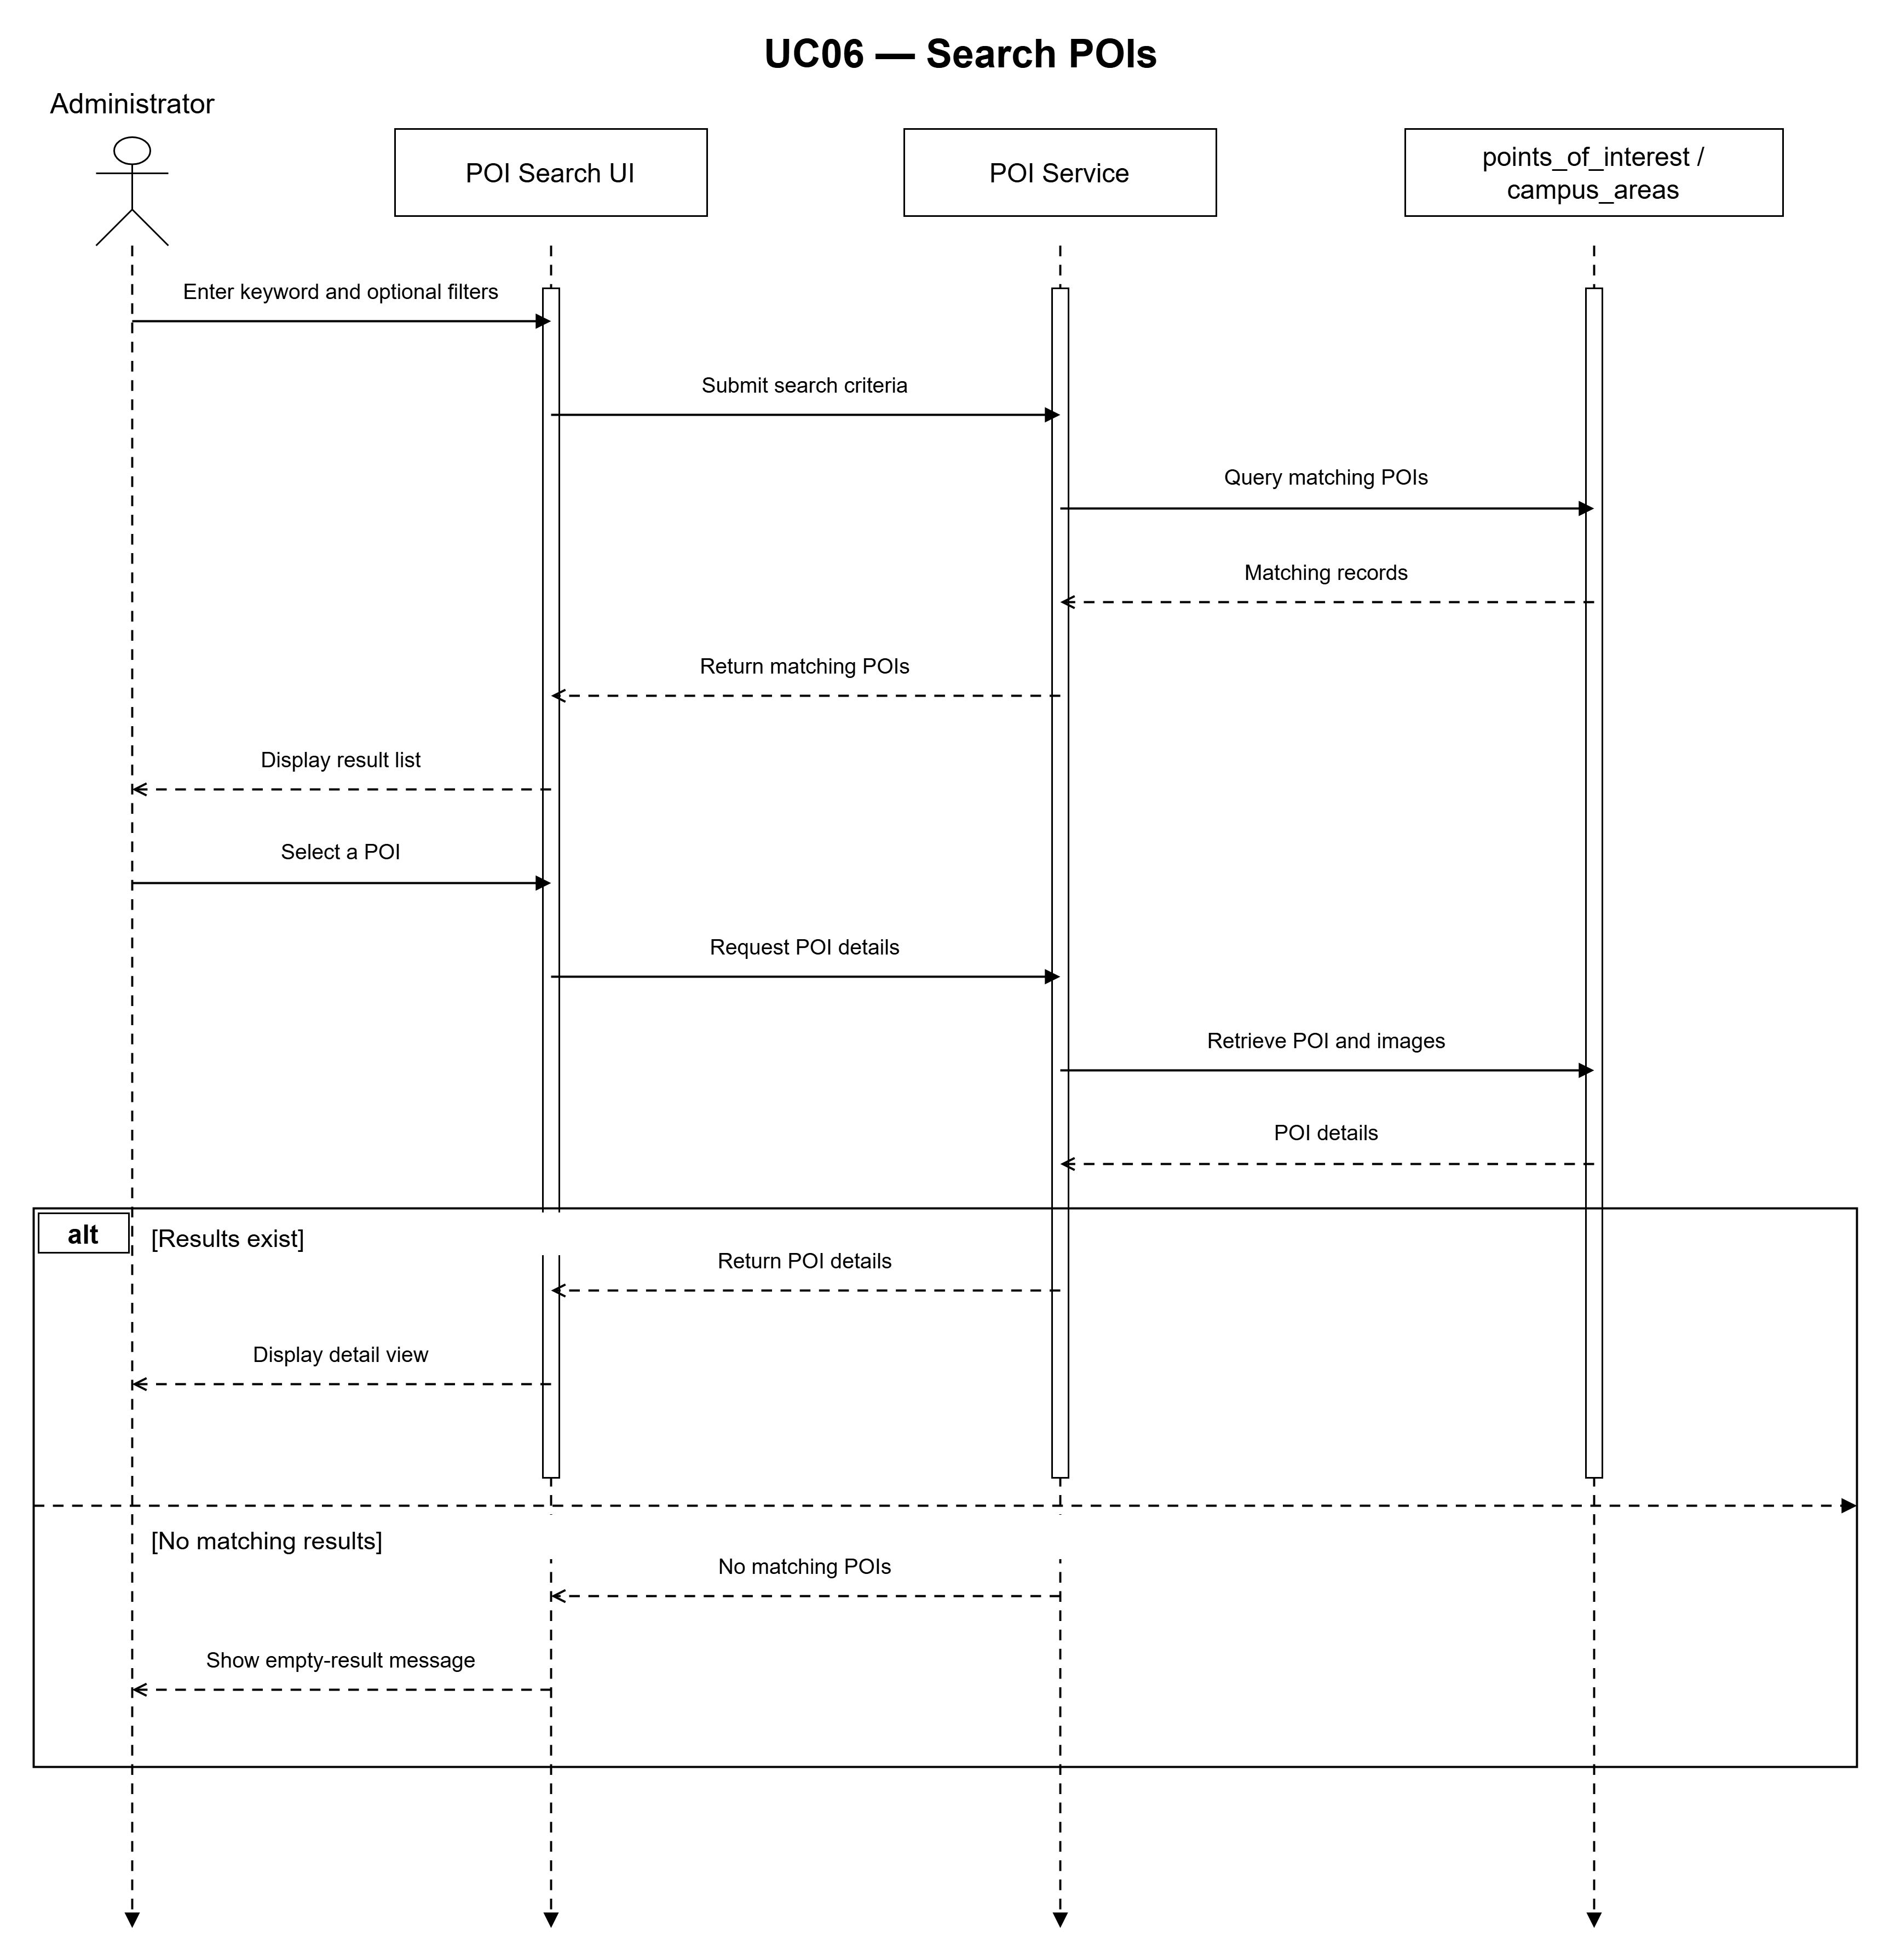 UC06 — Search POIs
Administrator
POI Search UI
POI Service
points_of_interest /
campus_areas
Enter keyword and optional filters
Submit search criteria
Query matching POIs
Matching records
Return matching POIs
Display result list
Select a POI
Request POI details
Retrieve POI and images
POI details
alt
[Results exist]
Return POI details
Display detail view
[No matching results]
No matching POIs
Show empty-result message